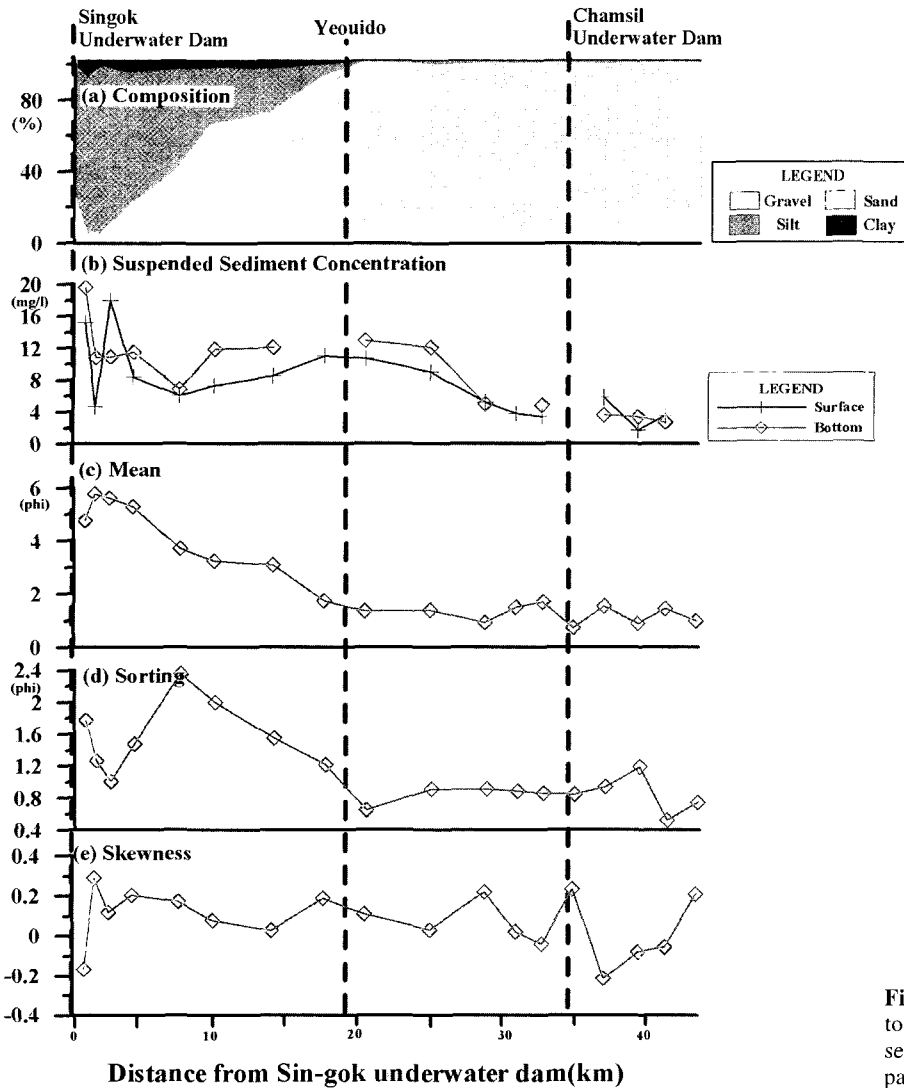 Singok
Underwater Dam
Yeouido
Chamsil
Underwater Dam
80
(a) Composition
(%)
40
0
LEGEND
Gravel Sand
Silt Clay
(b) Suspended Sediment Concentration
20
(mg/l)
16
12
8
4
0
LEGEND
Surface
Bottom
(c) Mean
6
(phi)
4
2
0
2.4
(d) Sorting
(phi)
2
1.6
1.2
0.8
0.4
(e) Skewness
0.4
0.2
0
-0.2
-0.4
0 10 20 30 40
Distance from Sin-gok underwater dam(km)
Fi
to
se
pa